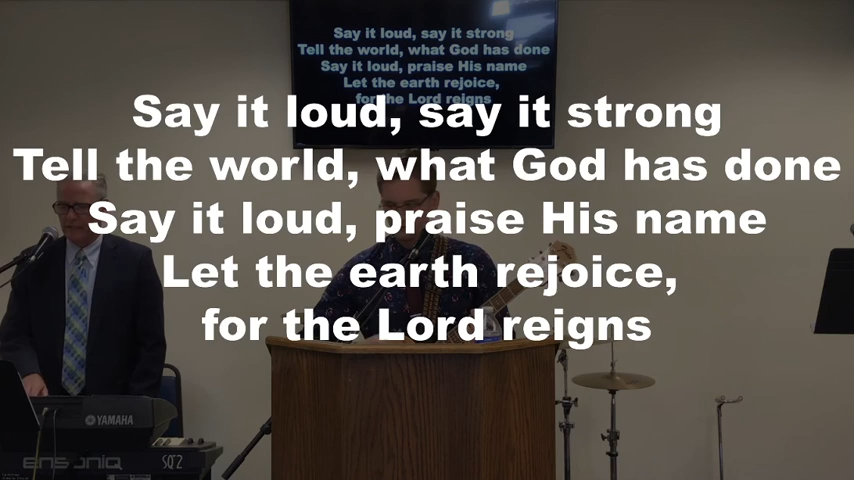 Say it loud, say it strong
Tell the world, what God has done
Say it loud, praise His name
Let the earth rejoice,
for the Lord reigns
Say it loud, say it strong
Tell the world, what God has done
Say it loud, praise His name
Let the earth rejoice,
for the Lord reigns
YAMAHA
ensoniq
SQ-2